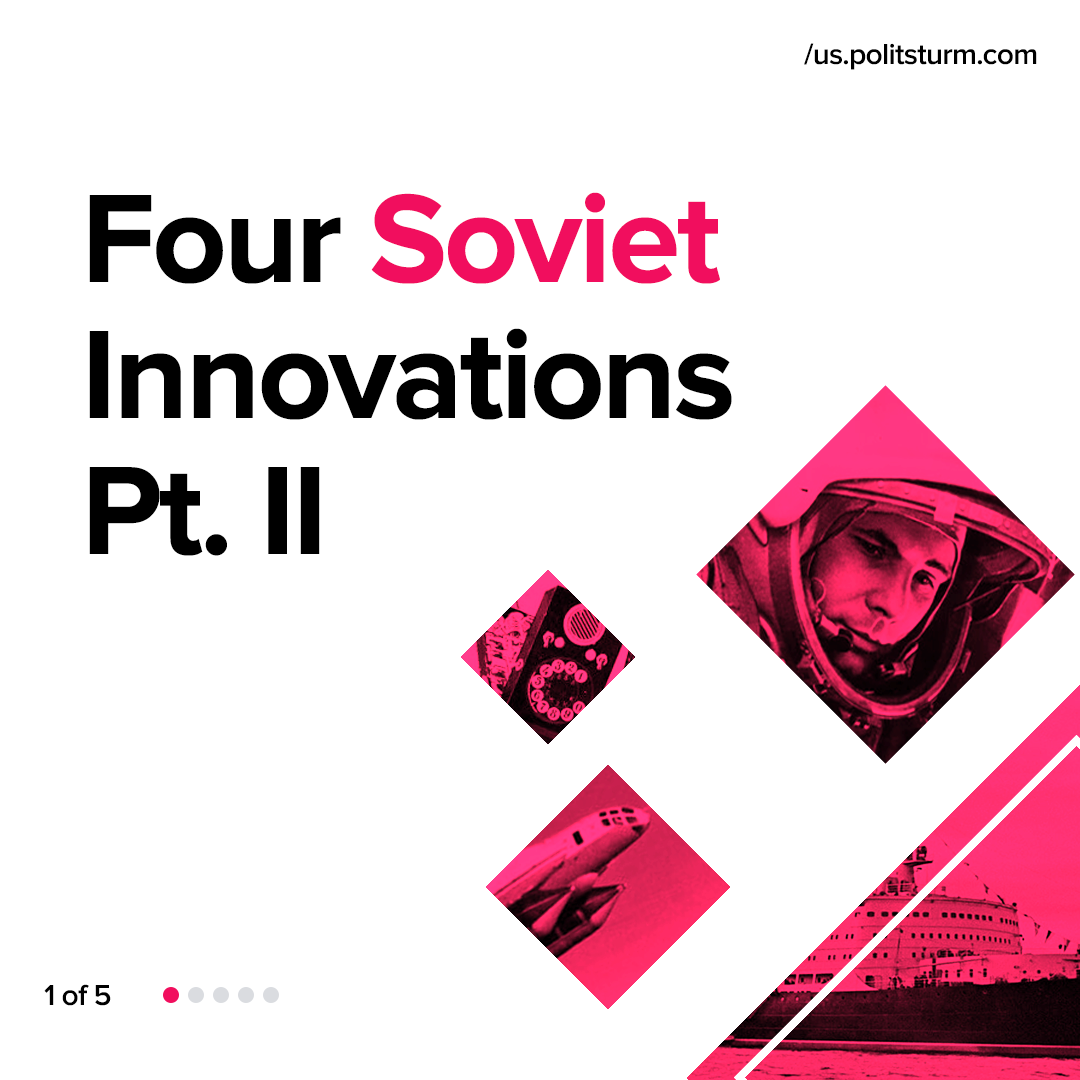 /us.politsturm.com
Four Soviet
Innovations
Pt. II
1 of 5